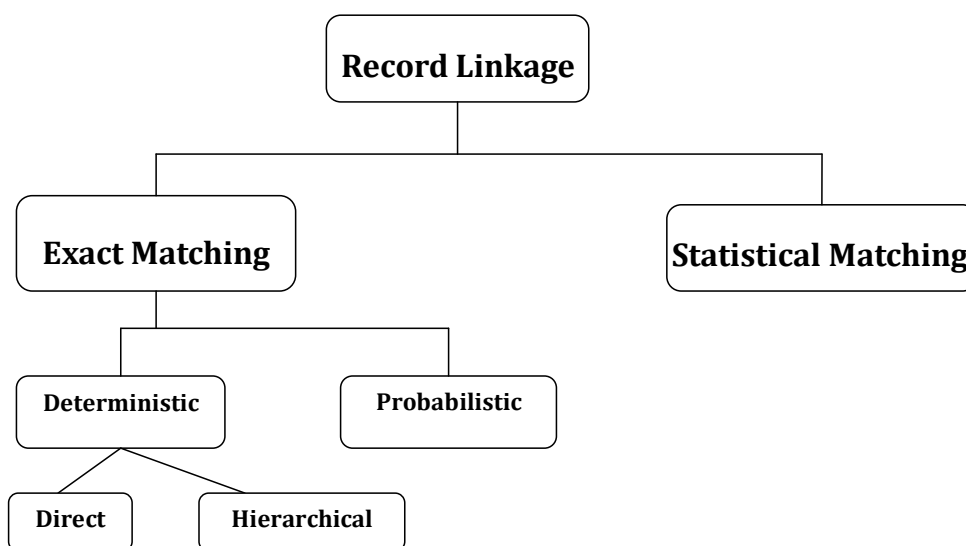 Record Linkage
Exact Matching
Statistical Matching
Deterministic
Probabilistic
Direct
Hierarchical